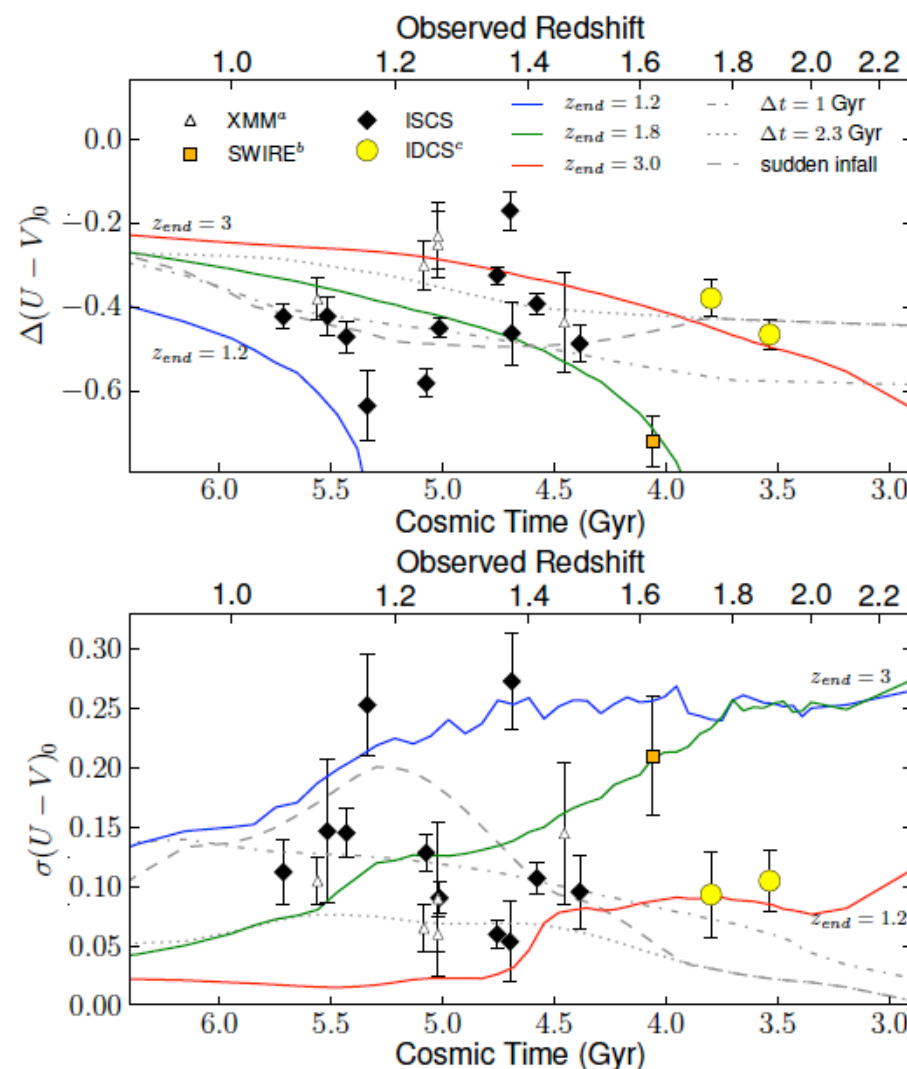 Observed Redshift
1.0 1.2 1.4 1.6 1.8 2.0 2.2
XMMᵃ ISCS z_end = 1.2 Δt = 1 Gyr
SWIREᵇ IDCSᶜ z_end = 1.8 Δt = 2.3 Gyr
z_end = 3.0 sudden infall
0.0
−0.2
−0.4
−0.6
Δ(U − V)₀
z_end = 3
z_end = 1.2
6.0 5.5 5.0 4.5 4.0 3.5 3.0
Cosmic Time (Gyr)
Observed Redshift
1.0 1.2 1.4 1.6 1.8 2.0 2.2
0.30
0.25
0.20
0.15
0.10
0.05
0.00
σ(U − V)₀
z_end = 3
z_end = 1.2
6.0 5.5 5.0 4.5 4.0 3.5 3.0
Cosmic Time (Gyr)